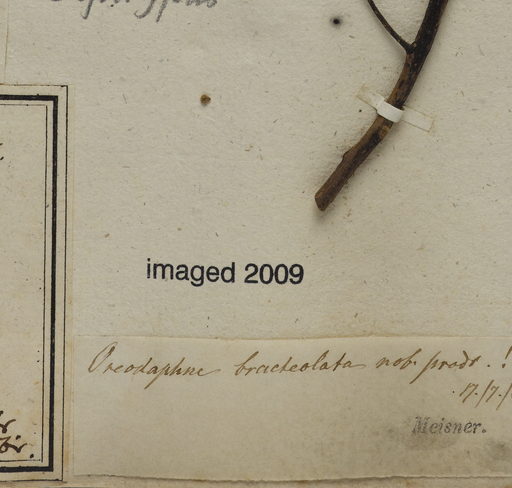 imaged 2009
Oreodaphne bracteolata nob. prodr. !
17./7./
Meisner.